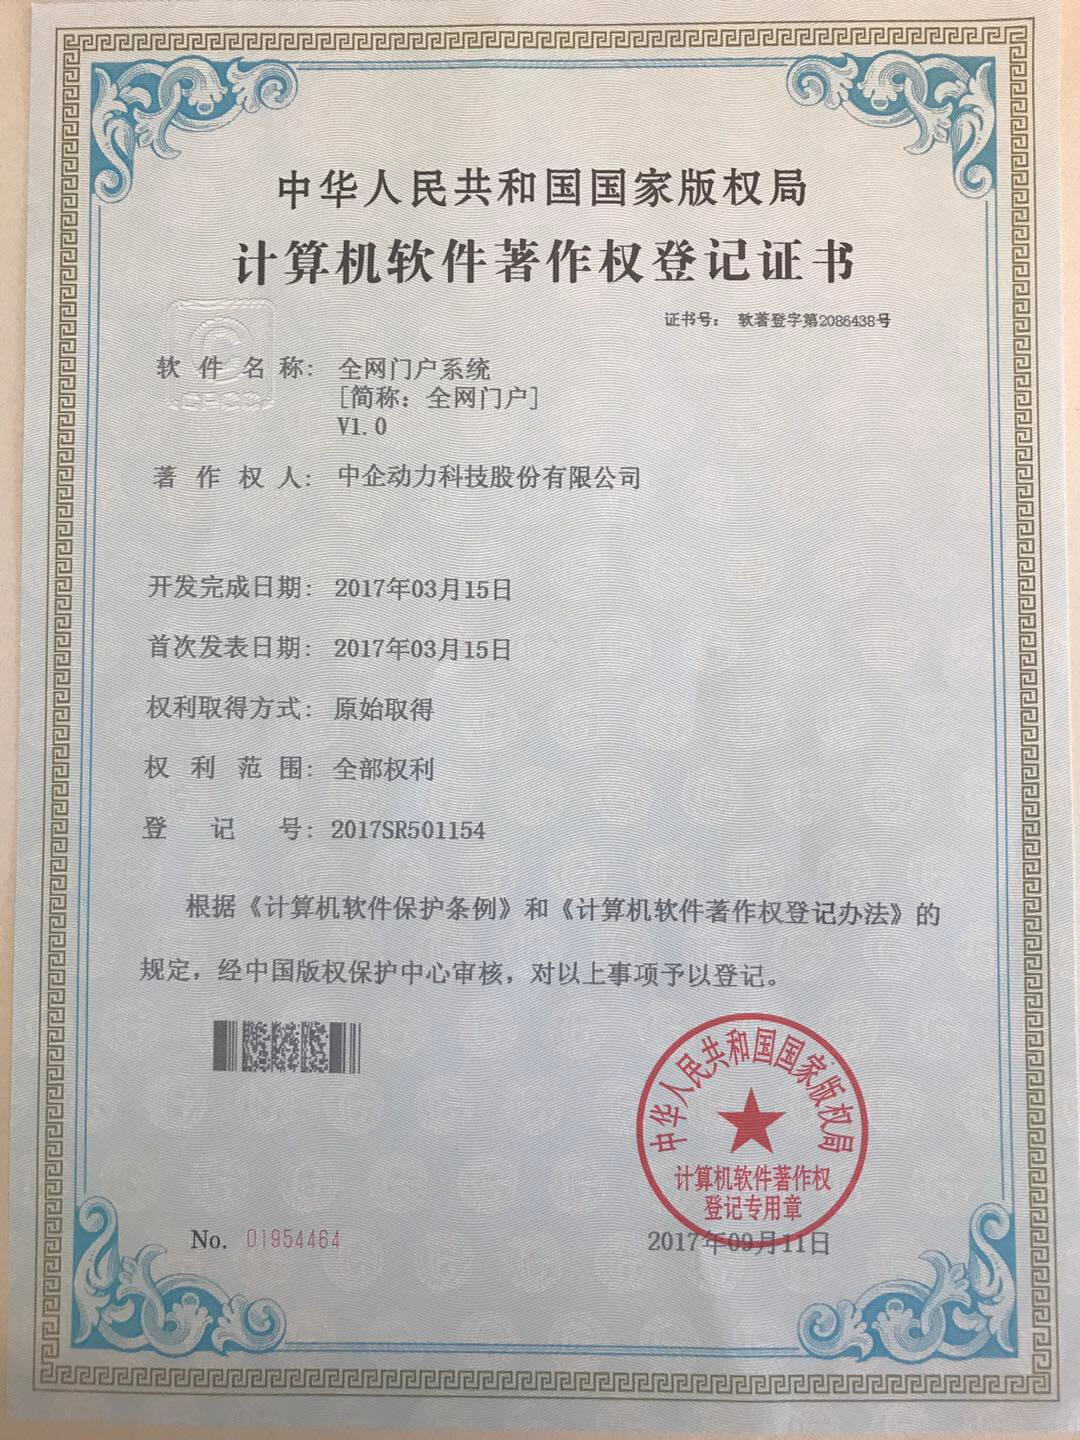 中华人民共和国国家版权局
计算机软件著作权登记证书
证书号： 软著登字第2086438号
软件名称： 全网门户系统
[简称：全网门户]
V1.0
著作权人： 中企动力科技股份有限公司
开发完成日期： 2017年03月15日
首次发表日期： 2017年03月15日
权利取得方式： 原始取得
权利范围： 全部权利
登记号： 2017SR501154
根据《计算机软件保护条例》和《计算机软件著作权登记办法》的
规定，经中国版权保护中心审核，对以上事项予以登记。
中华人民共和国国家版权局
计算机软件著作权
登记专用章
No. 01954464
2017年09月11日